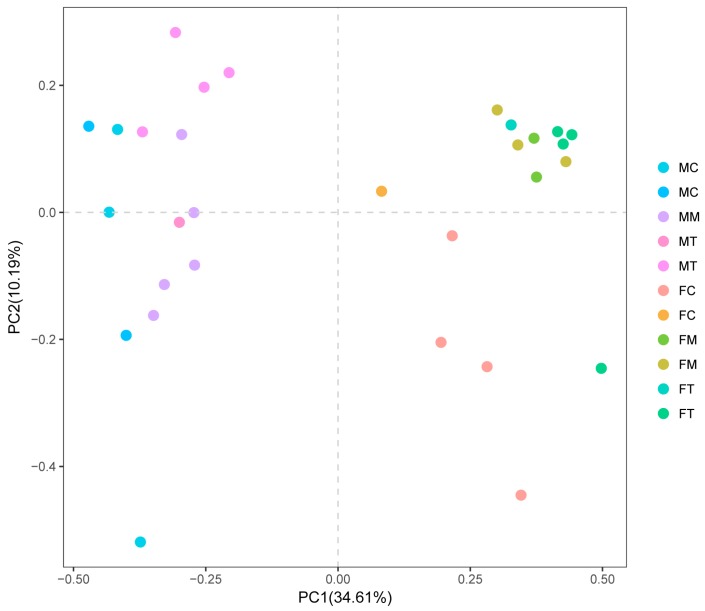 0.2
0.0
−0.2
−0.4
PC2(10.19%)
−0.50
−0.25
0.00
0.25
0.50
PC1(34.61%)
MC
MC
MM
MT
MT
FC
FC
FM
FM
FT
FT